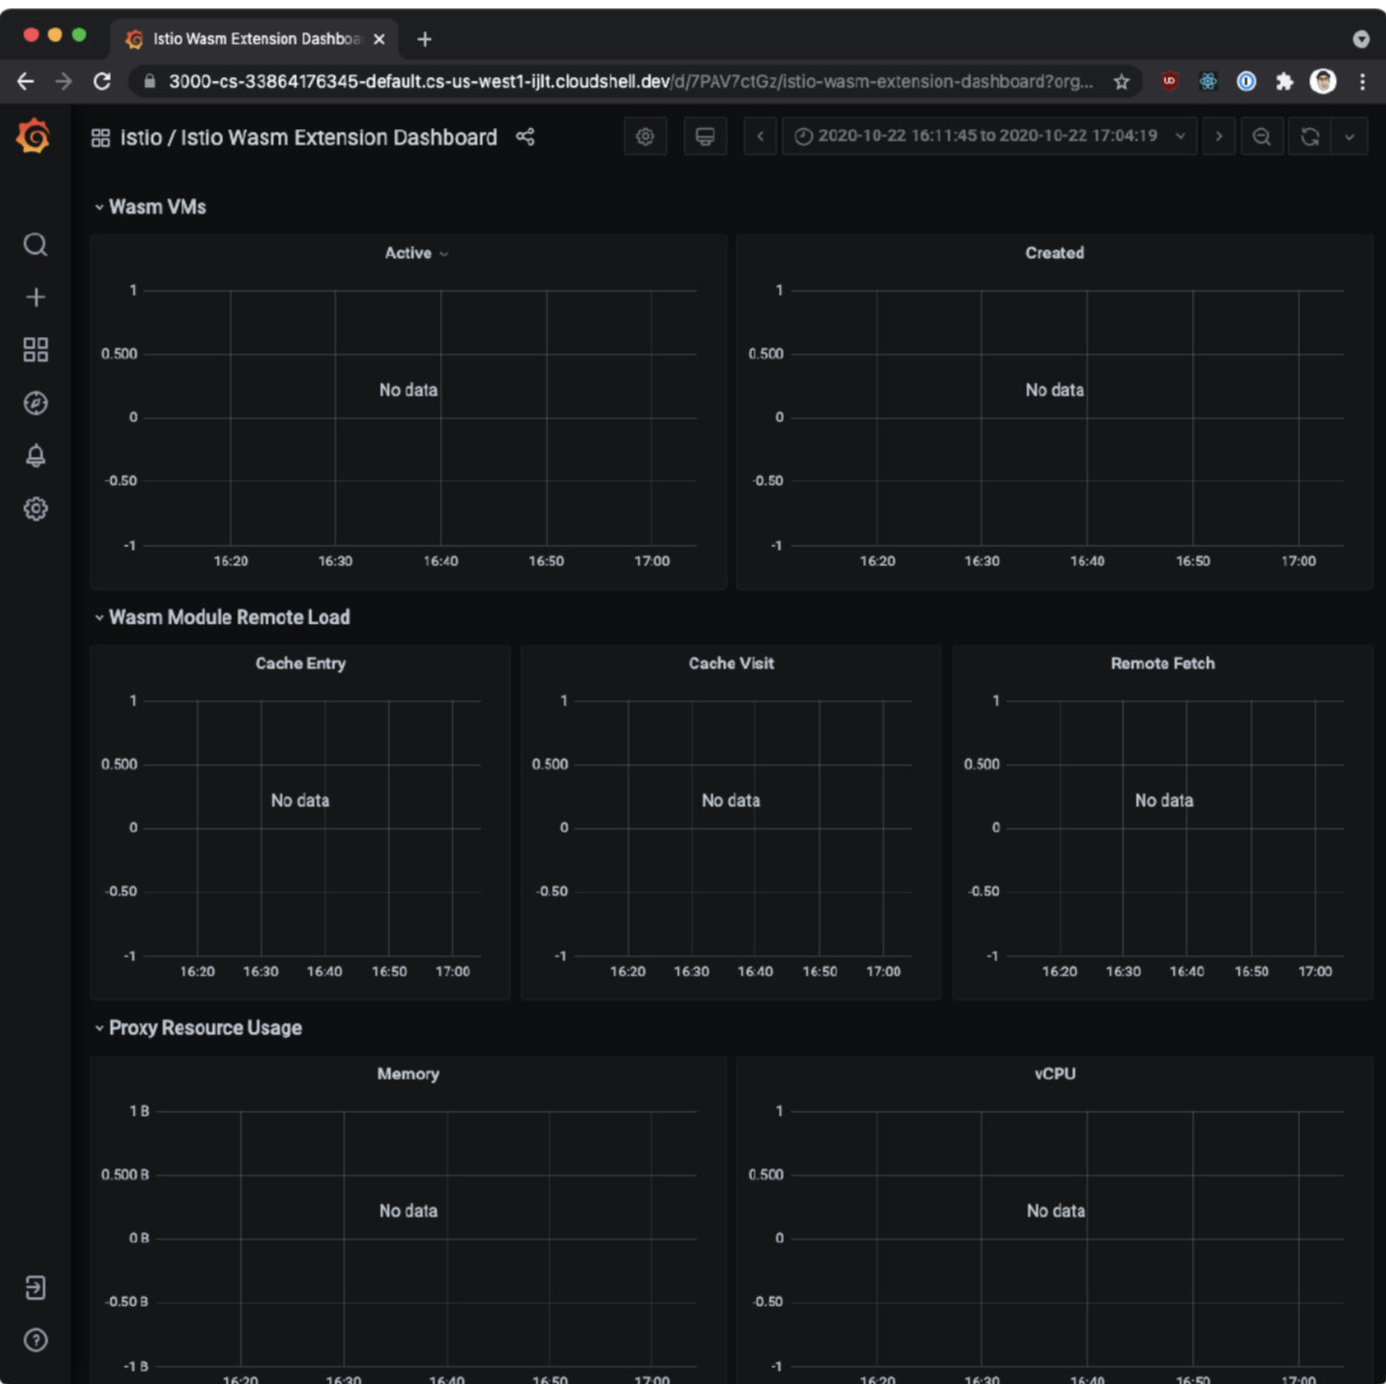 Istio Wasm Extension Dashboa
3000-cs-33864176345-default.cs-us-west1-ijlt.cloudshell.dev/d/7PAV7ctGz/istio-wasm-extension-dashboard?org...
istio / Istio Wasm Extension Dashboard
2020-10-22 16:11:45 to 2020-10-22 17:04:19
Wasm VMs
Active
1
0.500
No data
0
-0.50
-1
16:20 16:30 16:40 16:50 17:00
Created
1
0.500
No data
0
-0.50
-1
16:20 16:30 16:40 16:50 17:00
Wasm Module Remote Load
Cache Entry
1
0.500
No data
0
-0.50
-1
16:20 16:30 16:40 16:50 17:00
Cache Visit
1
0.500
No data
0
-0.50
-1
16:20 16:30 16:40 16:50 17:00
Remote Fetch
1
0.500
No data
0
-0.50
-1
16:20 16:30 16:40 16:50 17:00
Proxy Resource Usage
Memory
1 B
0.500 B
No data
0 B
-0.50 B
-1 B
16:20 16:30 16:40 16:50 17:00
vCPU
1
0.500
No data
0
-0.50
-1
16:20 16:30 16:40 16:50 17:00